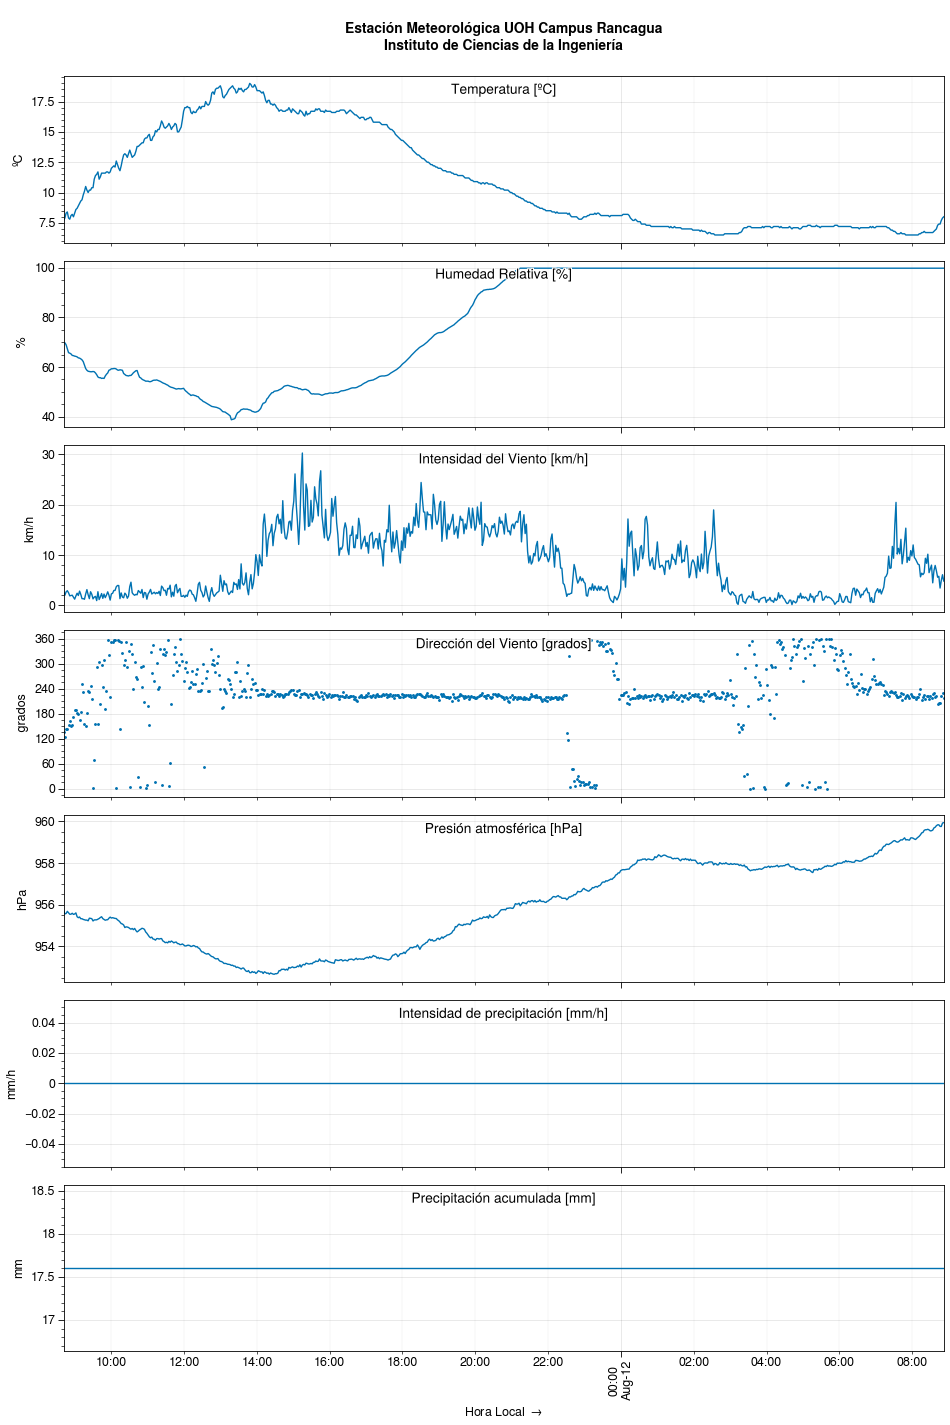 Estación Meteorológica UOH Campus Rancagua
Instituto de Ciencias de la Ingeniería
Temperatura [ºC]
17.5
15
12.5
10
7.5
ºC
Humedad Relativa [%]
100
80
60
40
%
Intensidad del Viento [km/h]
30
20
10
0
km/h
Dirección del Viento [grados]
360
300
240
180
120
60
0
grados
Presión atmosférica [hPa]
960
958
956
954
hPa
Intensidad de precipitación [mm/h]
0.04
0.02
0
−0.02
−0.04
mm/h
Precipitación acumulada [mm]
18.5
18
17.5
17
mm
10:00 12:00 14:00 16:00 18:00 20:00 22:00 00:00 02:00 04:00 06:00 08:00
Aug-12
Hora Local →